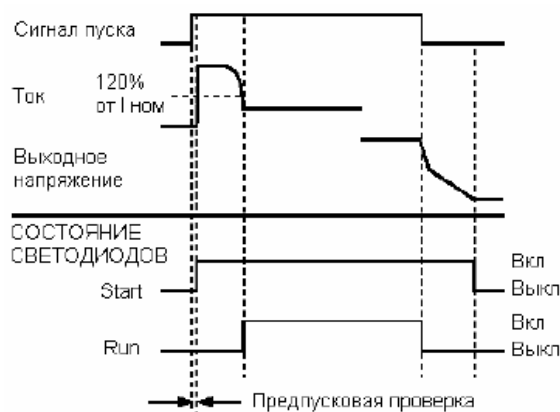 Сигнал пуска
Ток
120%
от I ном
Выходное
напряжение
СОСТОЯНИЕ
СВЕТОДИОДОВ
Start
Вкл
Выкл
Run
Вкл
Выкл
Предпусковая проверка